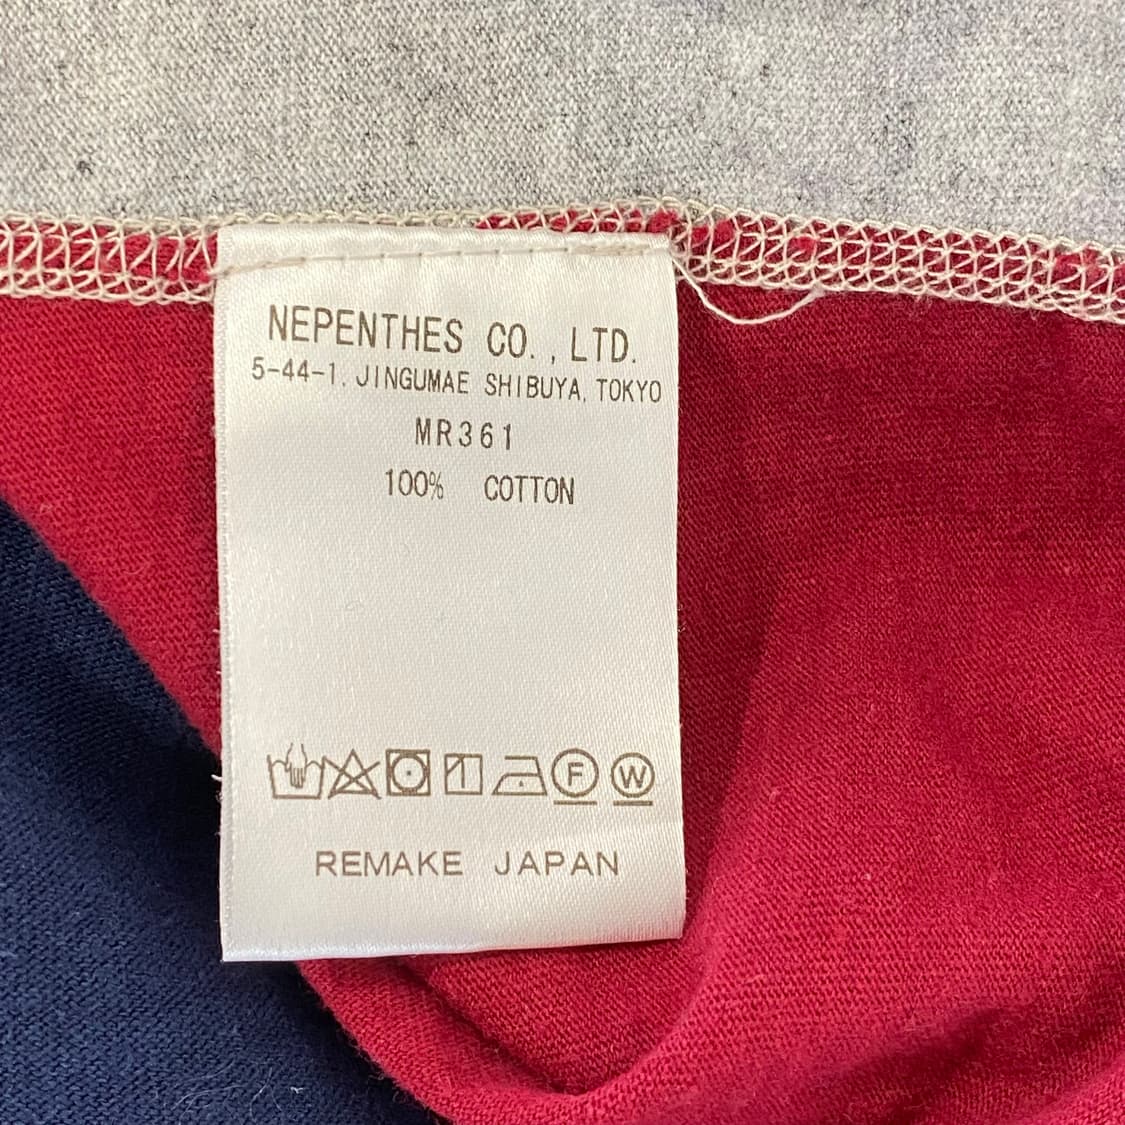 NEPENTHES CO., LTD.
5-44-1. JINGUMAE SHIBUYA, TOKYO
MR361
100% COTTON
F W
REMAKE JAPAN